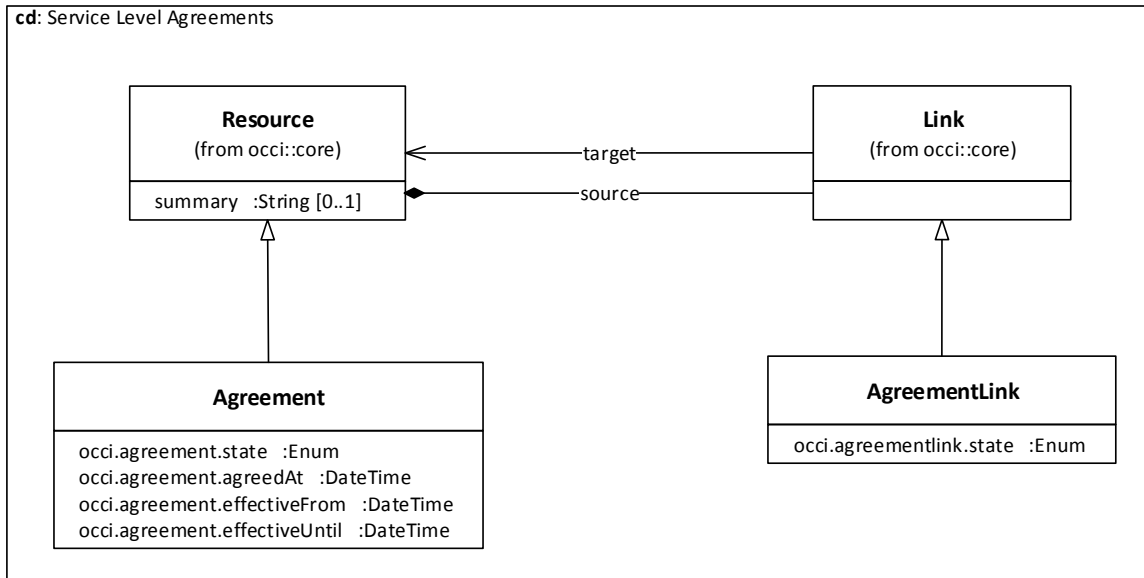 cd: Service Level Agreements
Resource
(from occi::core)
summary :String [0..1]
target
source
Link
(from occi::core)
Agreement
occi.agreement.state :Enum
occi.agreement.agreedAt :DateTime
occi.agreement.effectiveFrom :DateTime
occi.agreement.effectiveUntil :DateTime
AgreementLink
occi.agreementlink.state :Enum